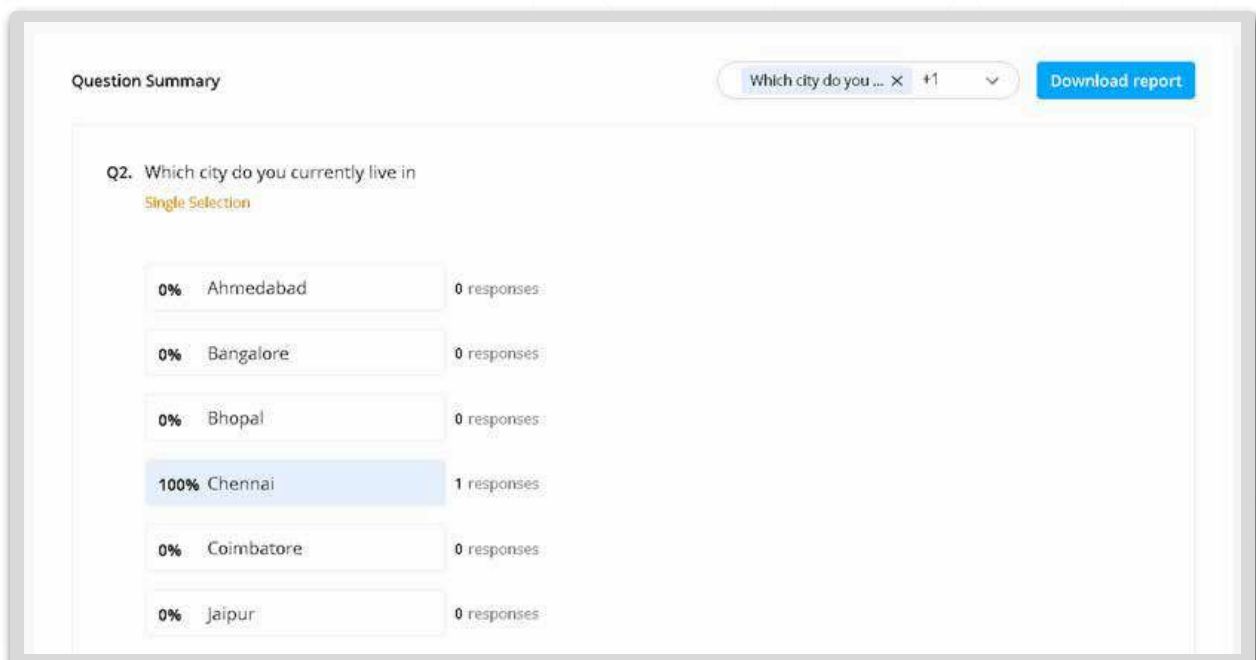 Question Summary
Which city do you ... × +1
Download report
Q2. Which city do you currently live in
Single Selection
0% Ahmedabad 0 responses
0% Bangalore 0 responses
0% Bhopal 0 responses
100% Chennai 1 responses
0% Coimbatore 0 responses
0% Jaipur 0 responses